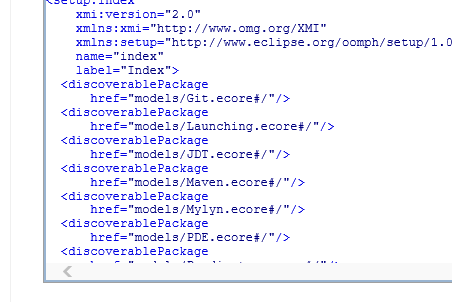 <setup:Index
xmi:version="2.0"
xmlns:xmi="http://www.omg.org/XMI"
xmlns:setup="http://www.eclipse.org/oomph/setup/1.0
name="index"
label="Index">
<discoverablePackage
href="models/Git.ecore#/"/>
<discoverablePackage
href="models/Launching.ecore#/"/>
<discoverablePackage
href="models/JDT.ecore#/"/>
<discoverablePackage
href="models/Maven.ecore#/"/>
<discoverablePackage
href="models/Mylyn.ecore#/"/>
<discoverablePackage
href="models/PDE.ecore#/"/>
<discoverablePackage